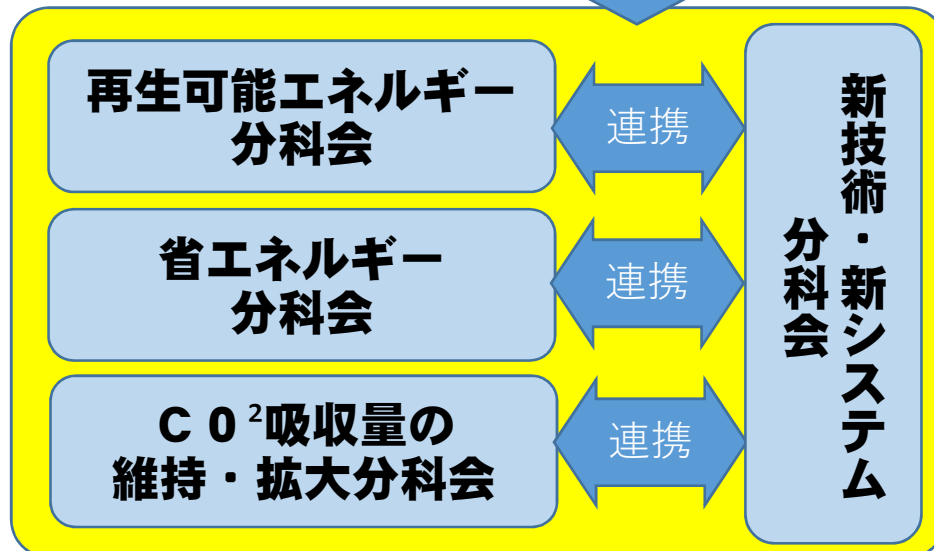 再生可能エネルギー
分科会
連携
省エネルギー
分科会
連携
Ｃ０²吸収量の
維持・拡大分科会
連携
新技術・新システム
分科会